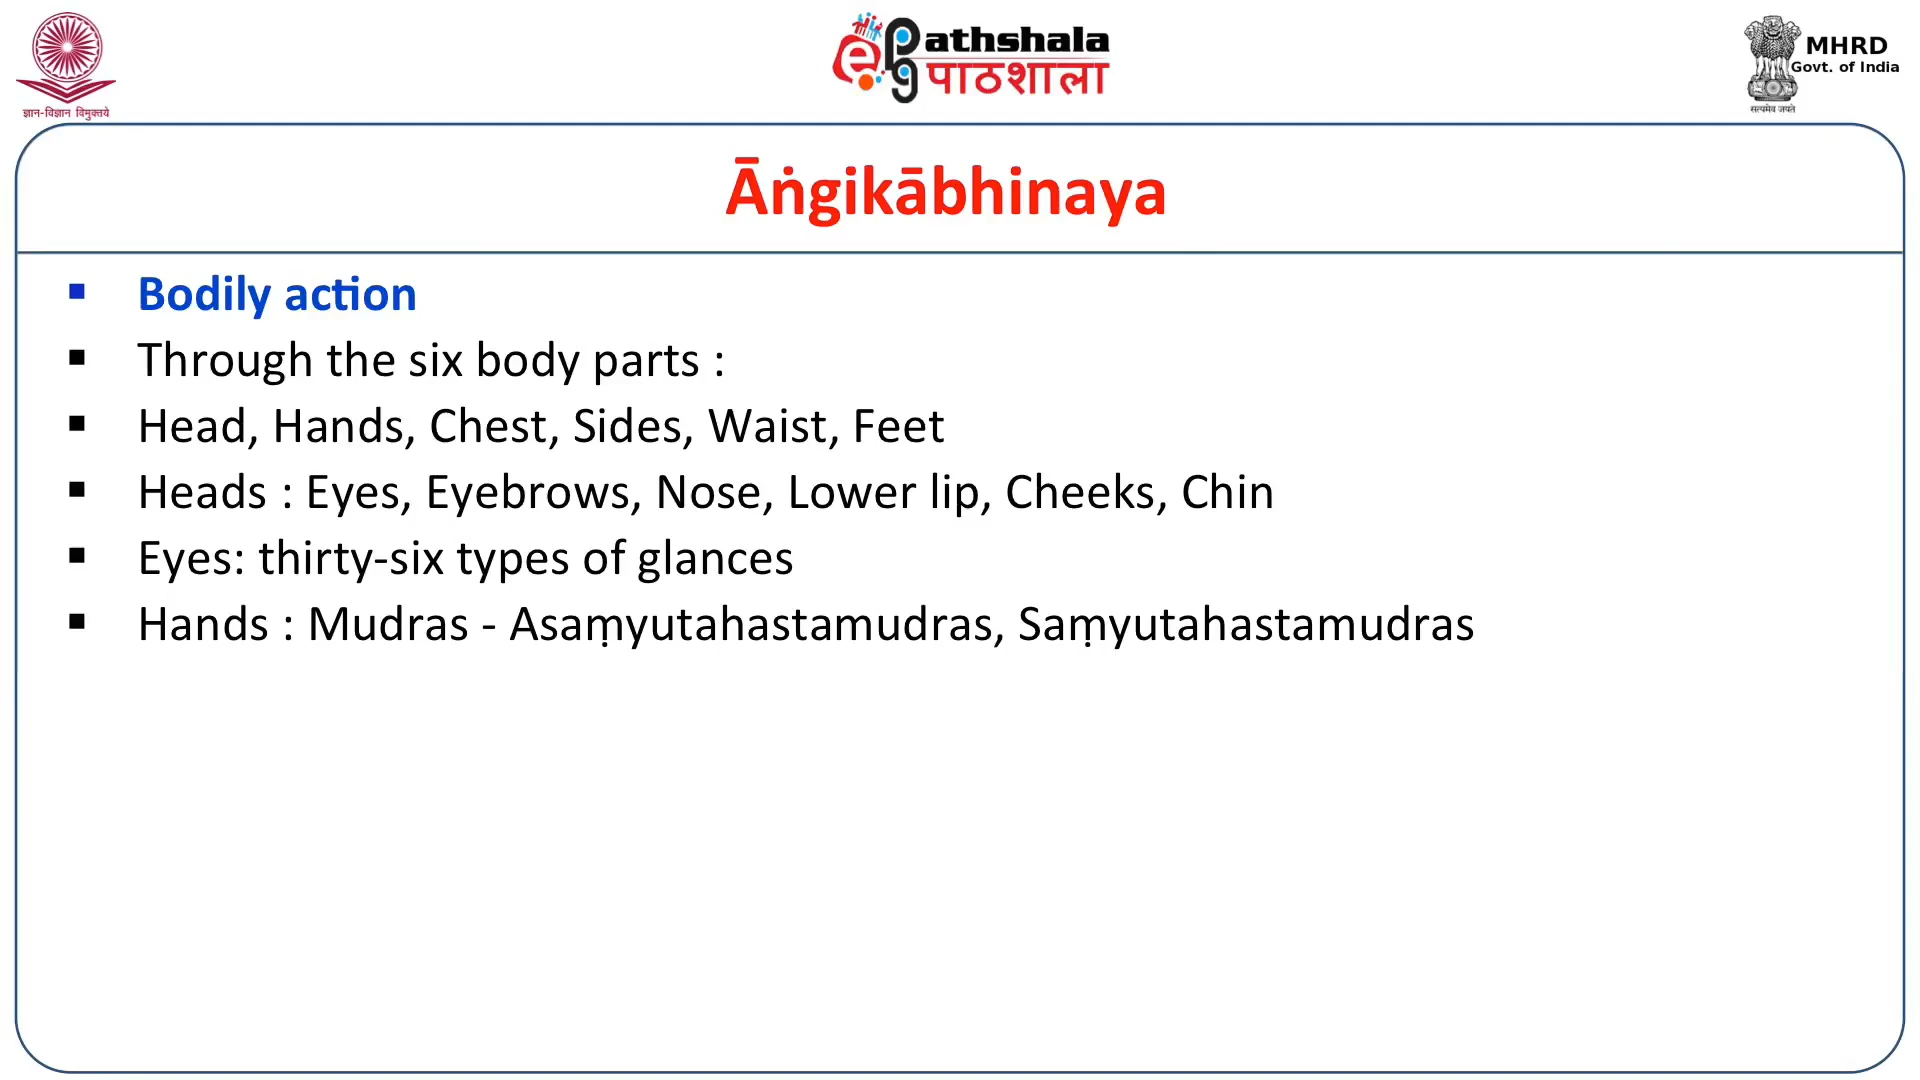 ज्ञान-विज्ञान विमुक्तये
ePathshala
पाठशाला
MHRD
Govt. of India
सत्यमेव जयते
Āṅgikābhinaya
▪ Bodily action
▪ Through the six body parts :
▪ Head, Hands, Chest, Sides, Waist, Feet
▪ Heads : Eyes, Eyebrows, Nose, Lower lip, Cheeks, Chin
▪ Eyes: thirty-six types of glances
▪ Hands : Mudras - Asaṃyutahastamudras, Saṃyutahastamudras